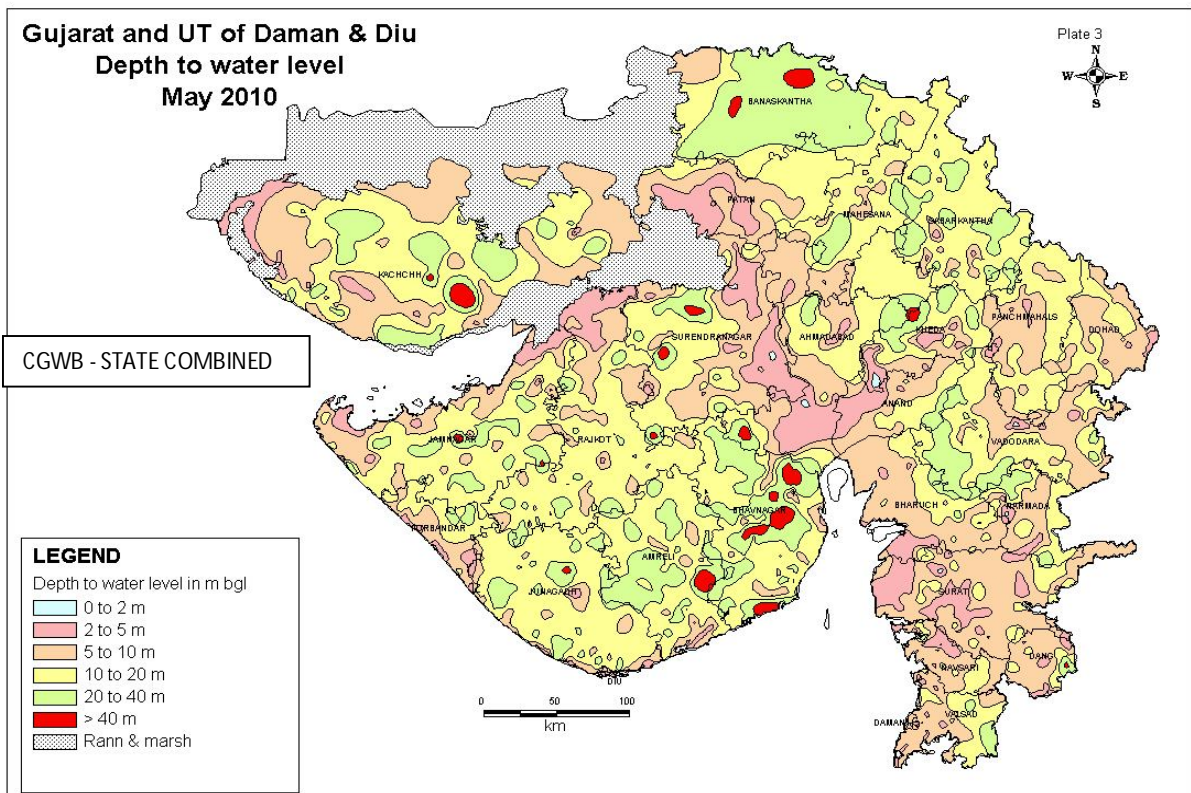 Gujarat and UT of Daman & Diu
Depth to water level
May 2010
Plate 3
N
W E
S
BANASKANTHA
PATAN
MAHESANA
SABARKANTHA
KACHCHH
CGWB - STATE COMBINED
SURENDRANAGAR
AHMADABAD
KHEDA
PANCHMAHALS
DOHAD
ANAND
JAMNAGAR
RAJKOT
VADODARA
BHAVNAGAR
BHARUCH
NARMADA
PORBANDAR
AMRELI
JUNAGADH
SURAT
DANG
NAVSARI
DIU
DAMAN
VALSAD
LEGEND
Depth to water level in m bgl
0 to 2 m
2 to 5 m
5 to 10 m
10 to 20 m
20 to 40 m
> 40 m
Rann & marsh
0 50 100
km